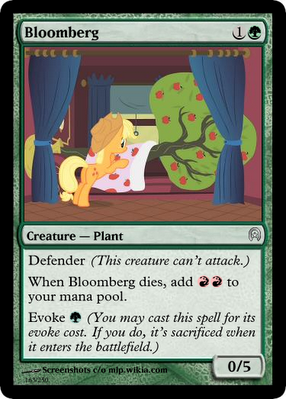 Bloomberg 1
Creature — Plant
Defender (This creature can't attack.)
When Bloomberg dies, add to
your mana pool.
Evoke (You may cast this spell for its
evoke cost. If you do, it's sacrificed when
it enters the battlefield.)
Screenshots c/o mlp.wikia.com
0/5